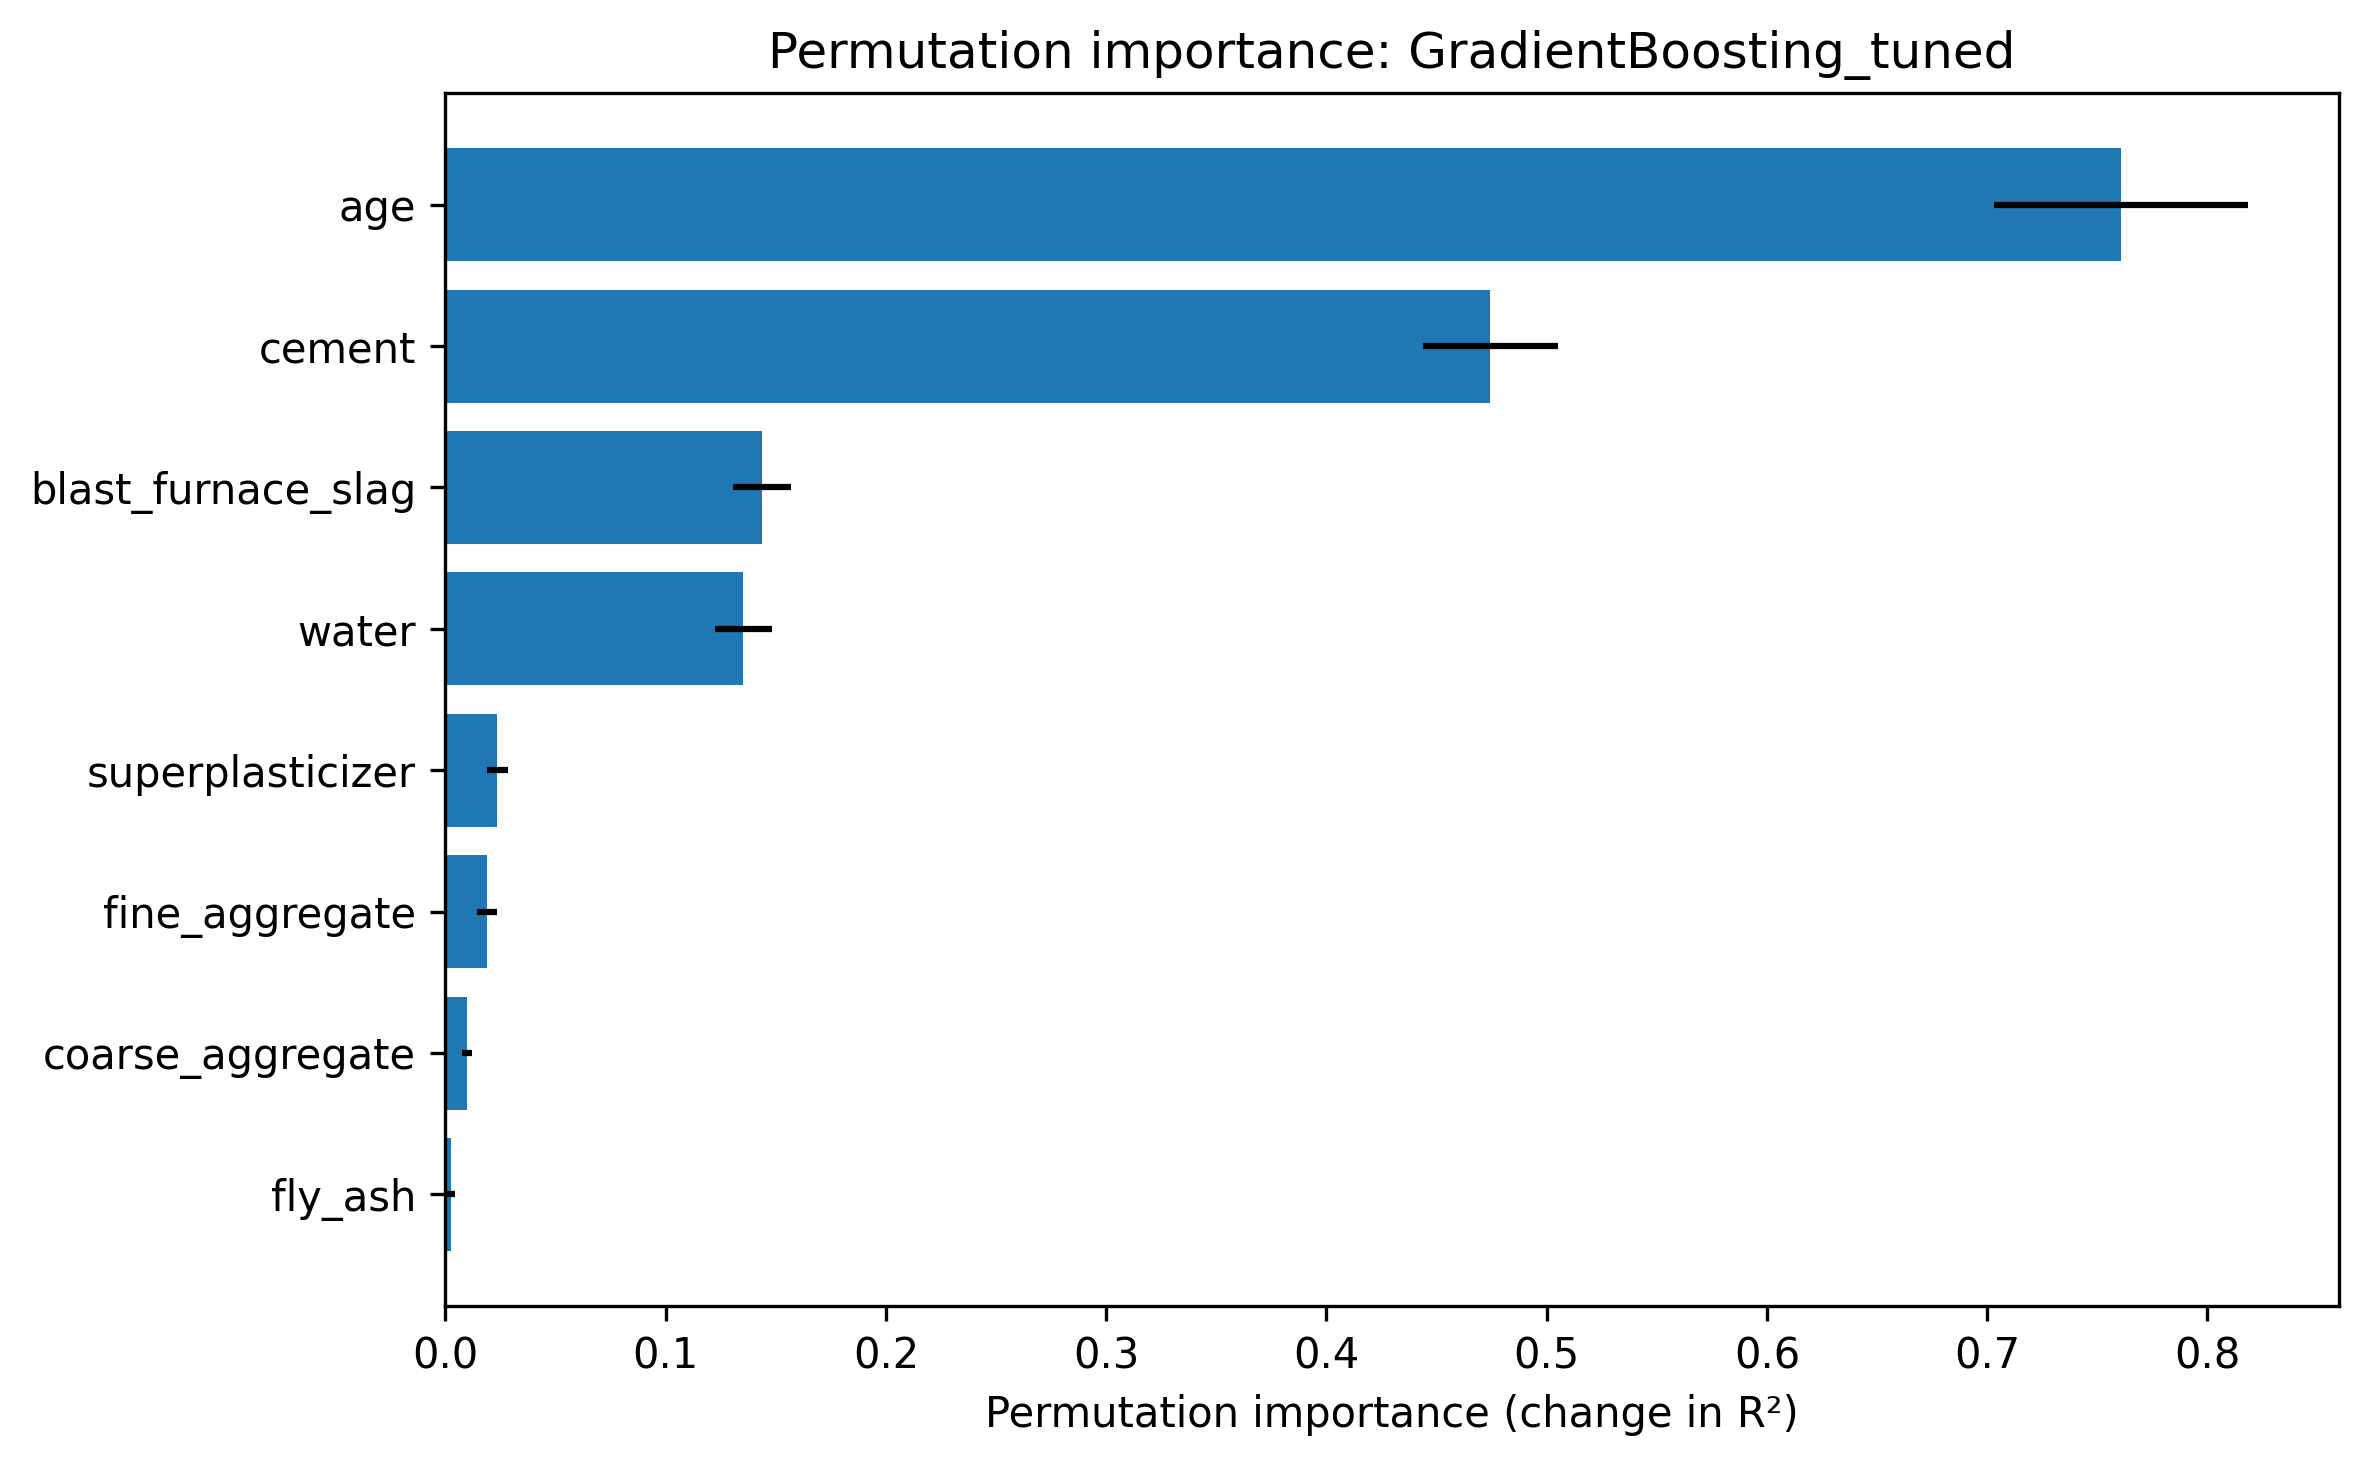 Permutation importance: GradientBoosting_tuned
age
cement
blast_furnace_slag
water
superplasticizer
fine_aggregate
coarse_aggregate
fly_ash
0.0 0.1 0.2 0.3 0.4 0.5 0.6 0.7 0.8
Permutation importance (change in R²)